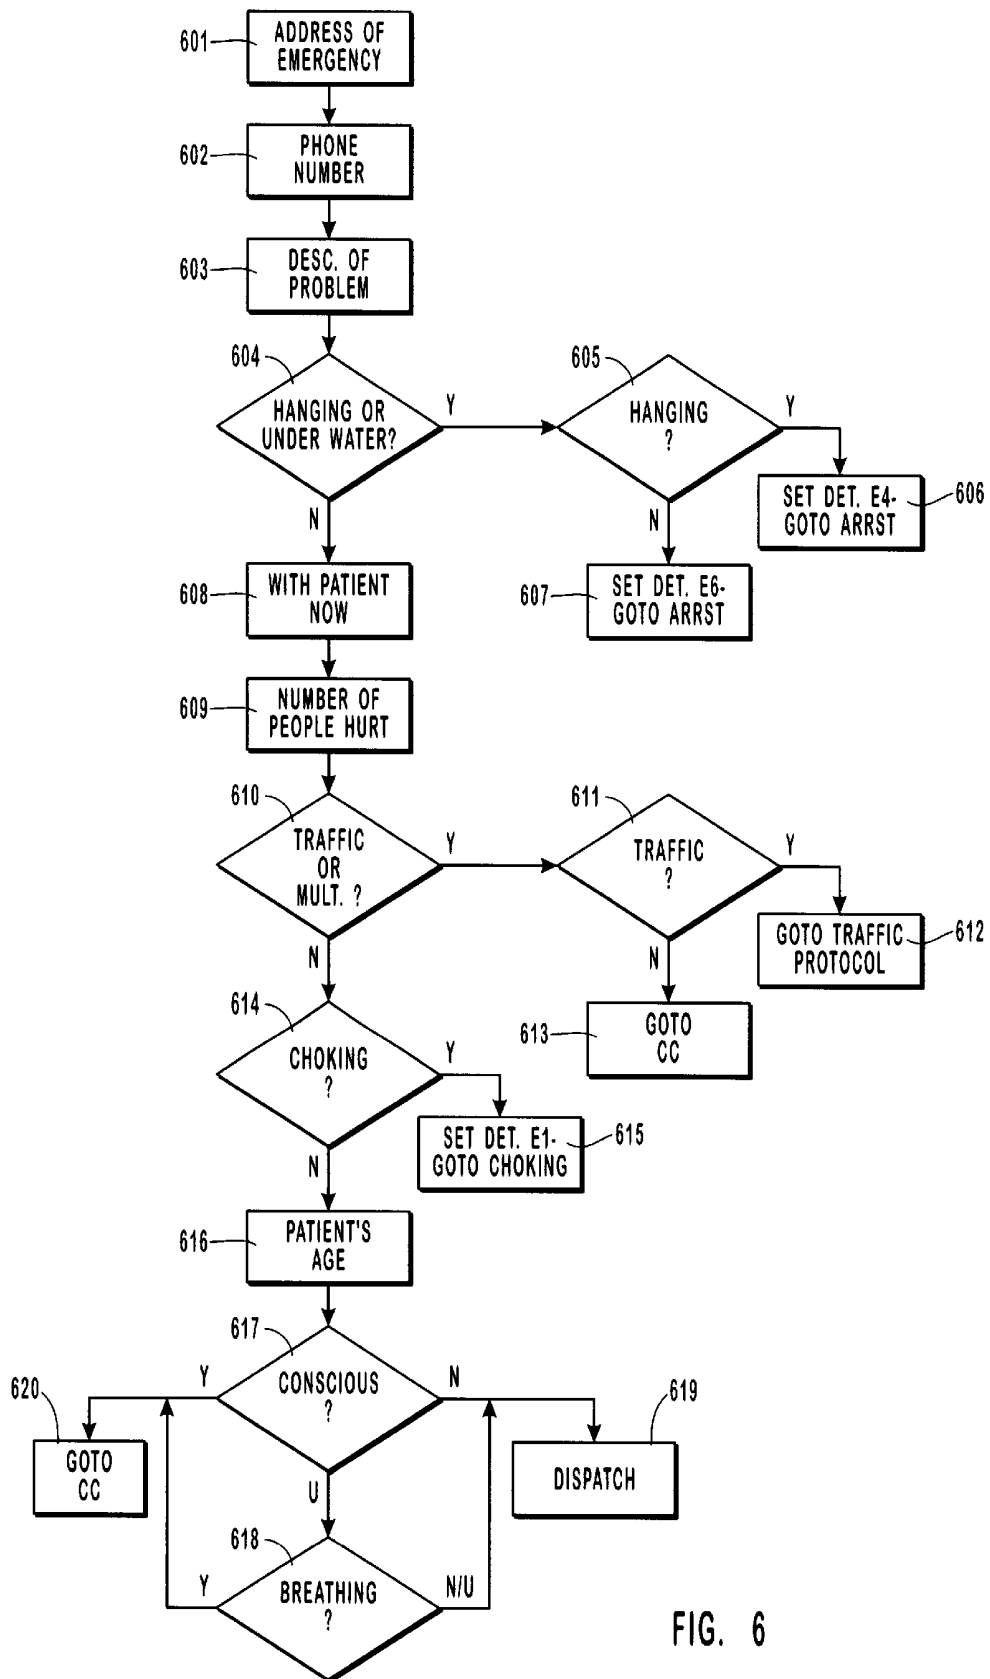 601
ADDRESS OF
EMERGENCY
602
PHONE
NUMBER
603
DESC. OF
PROBLEM
604
HANGING OR
UNDER WATER?
Y
N
605
HANGING
?
Y
N
SET DET. E4-
GOTO ARRST
606
607
SET DET. E6-
GOTO ARRST
608
WITH PATIENT
NOW
609
NUMBER OF
PEOPLE HURT
610
TRAFFIC
OR
MULT. ?
Y
N
611
TRAFFIC
?
Y
N
GOTO TRAFFIC
PROTOCOL
612
613
GOTO
CC
614
CHOKING
?
Y
N
SET DET. E1-
GOTO CHOKING
615
616
PATIENT'S
AGE
617
CONSCIOUS
?
Y
N
U
620
GOTO
CC
619
DISPATCH
618
BREATHING
?
Y
N/U
FIG. 6